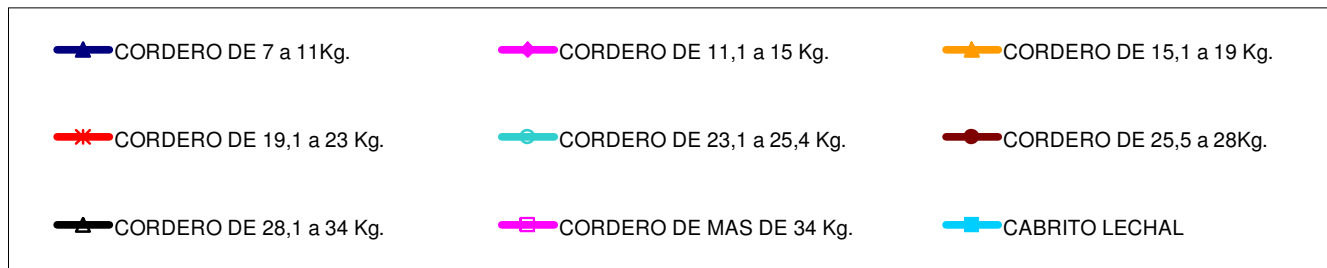 CORDERO DE 7 a 11Kg.
CORDERO DE 11,1 a 15 Kg.
CORDERO DE 15,1 a 19 Kg.
CORDERO DE 19,1 a 23 Kg.
CORDERO DE 23,1 a 25,4 Kg.
CORDERO DE 25,5 a 28Kg.
CORDERO DE 28,1 a 34 Kg.
CORDERO DE MAS DE 34 Kg.
CABRITO LECHAL